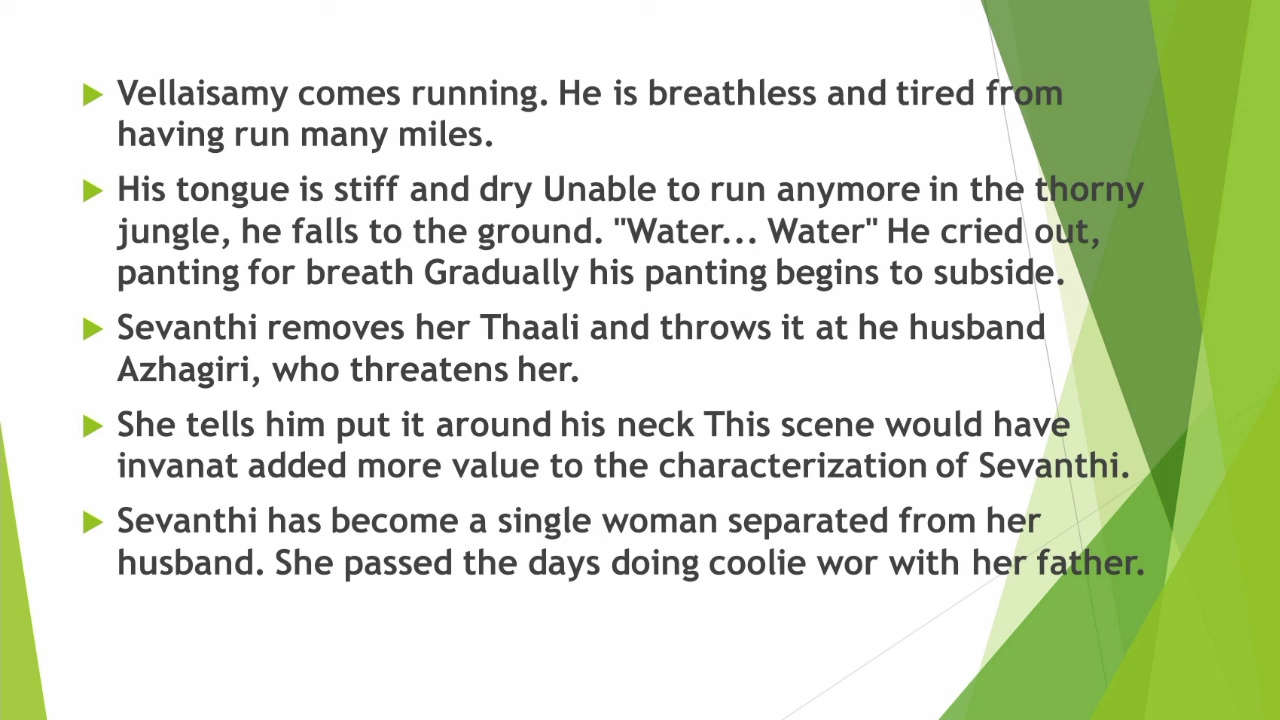 Vellaisamy comes running. He is breathless and tired from
having run many miles.
His tongue is stiff and dry Unable to run anymore in the thorny
jungle, he falls to the ground. "Water... Water" He cried out,
panting for breath Gradually his panting begins to subside.
Sevanthi removes her Thaali and throws it at he husband
Azhagiri, who threatens her.
She tells him put it around his neck This scene would have
invanat added more value to the characterization of Sevanthi.
Sevanthi has become a single woman separated from her
husband. She passed the days doing coolie wor with her father.